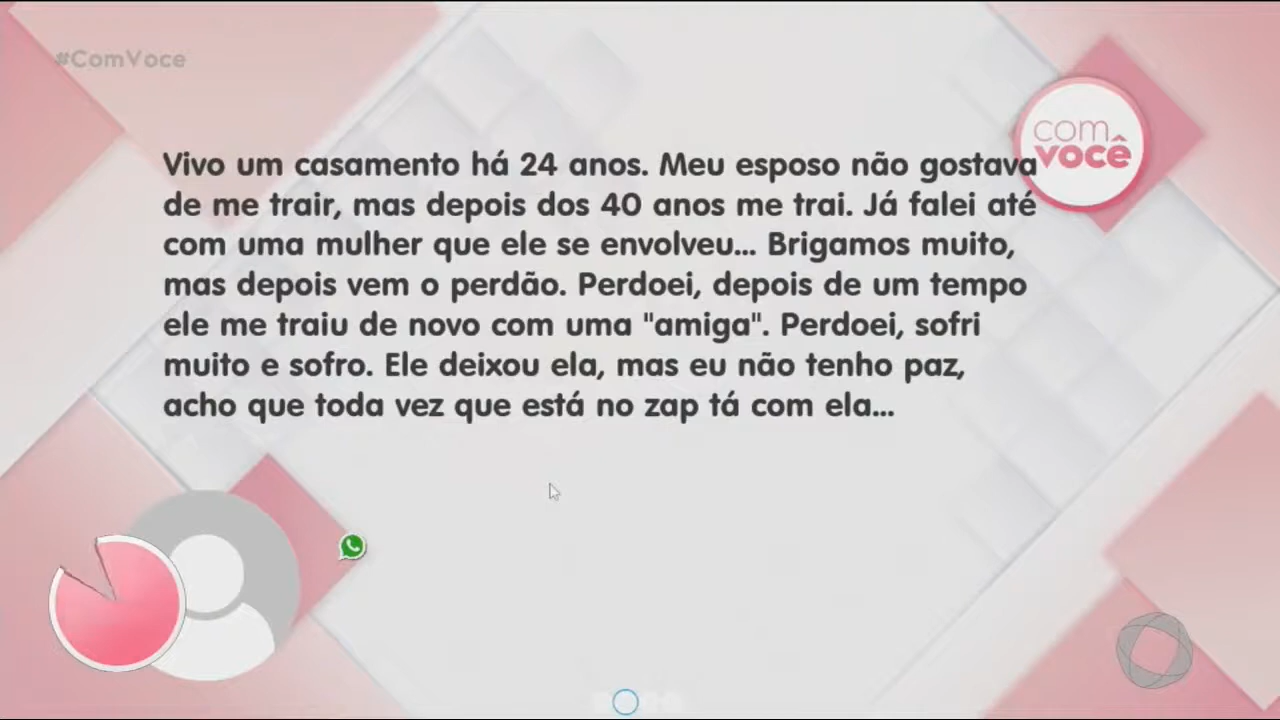 #ComVoce
com
você
Vivo um casamento há 24 anos. Meu esposo não gostava
de me trair, mas depois dos 40 anos me trai. Já falei até
com uma mulher que ele se envolveu... Brigamos muito,
mas depois vem o perdão. Perdoei, depois de um tempo
ele me traiu de novo com uma "amiga". Perdoei, sofri
muito e sofro. Ele deixou ela, mas eu não tenho paz,
acho que toda vez que está no zap tá com ela...